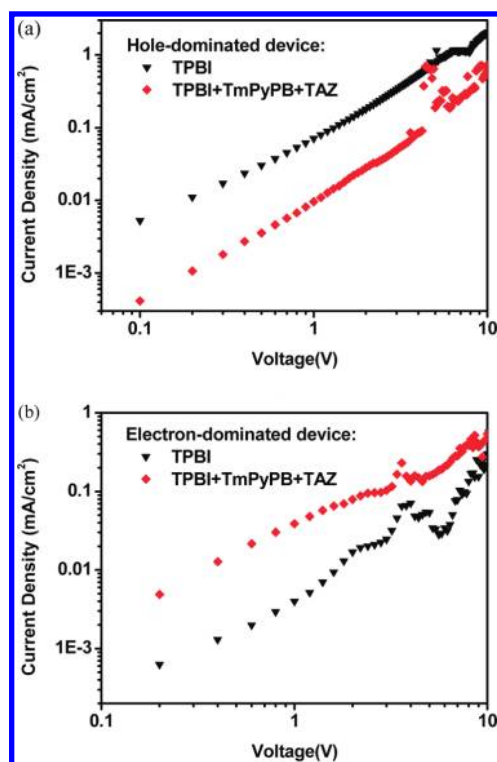 (a)
Hole-dominated device:
TPBI
TPBI+TmPyPB+TAZ
Current Density (mA/cm²)
1
0.1
0.01
1E-3
0.1
1
10
Voltage(V)
(b)
Electron-dominated device:
TPBI
TPBI+TmPyPB+TAZ
Current Density (mA/cm²)
1
0.1
0.01
1E-3
0.1
1
10
Voltage(V)